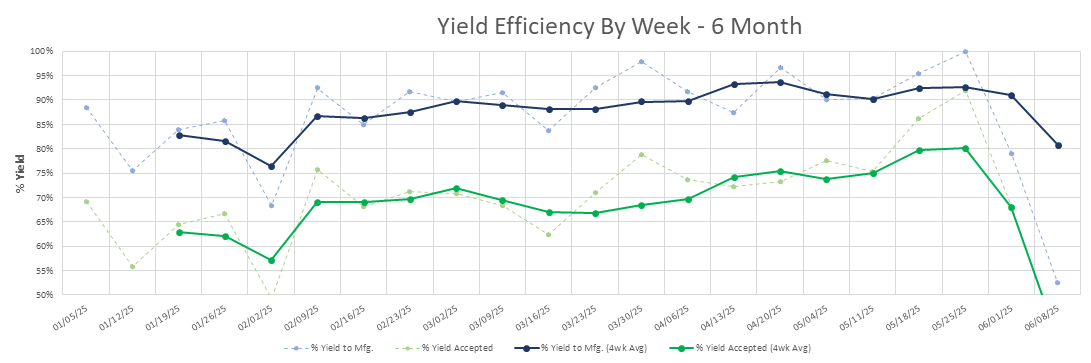 Yield Efficiency By Week - 6 Month
% Yield
100%
95%
90%
85%
80%
75%
70%
65%
60%
55%
50%
01/05/25 01/12/25 01/19/25 01/26/25 02/02/25 02/09/25 02/16/25 02/23/25 03/02/25 03/09/25 03/16/25 03/23/25 03/30/25 04/06/25 04/13/25 04/20/25 05/04/25 05/11/25 05/18/25 05/25/25 06/01/25 06/08/25
% Yield to Mfg. % Yield Accepted % Yield to Mfg. (4wk Avg) % Yield Accepted (4wk Avg)